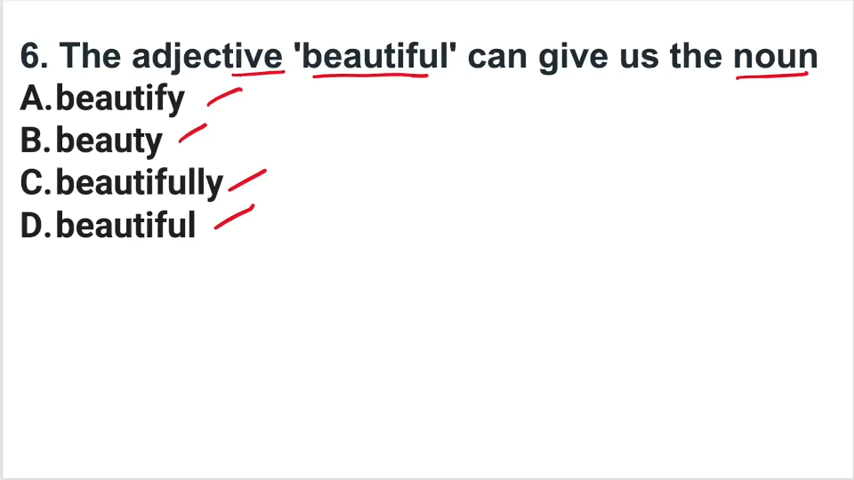 6. The adjective 'beautiful' can give us the noun
A.beautify
B.beauty
C.beautifully
D.beautiful